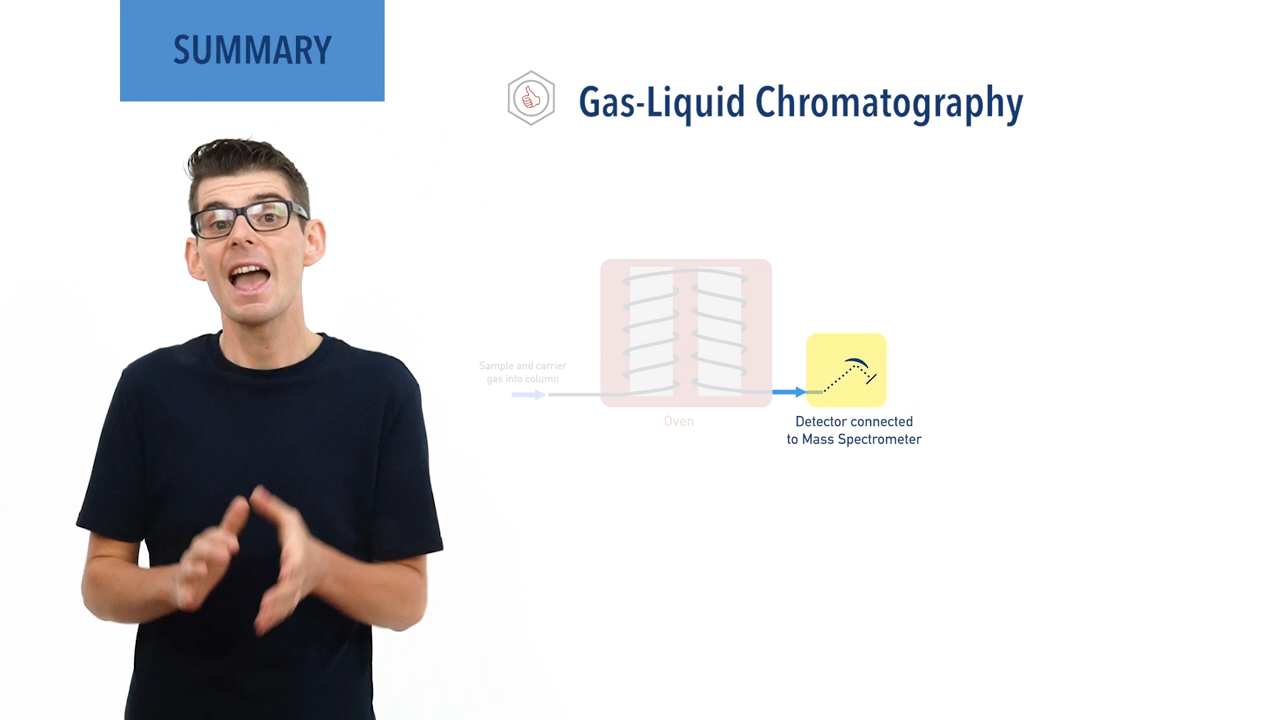 SUMMARY
Gas-Liquid Chromatography
Sample and carrier
gas into column
Oven
Detector connected
to Mass Spectrometer